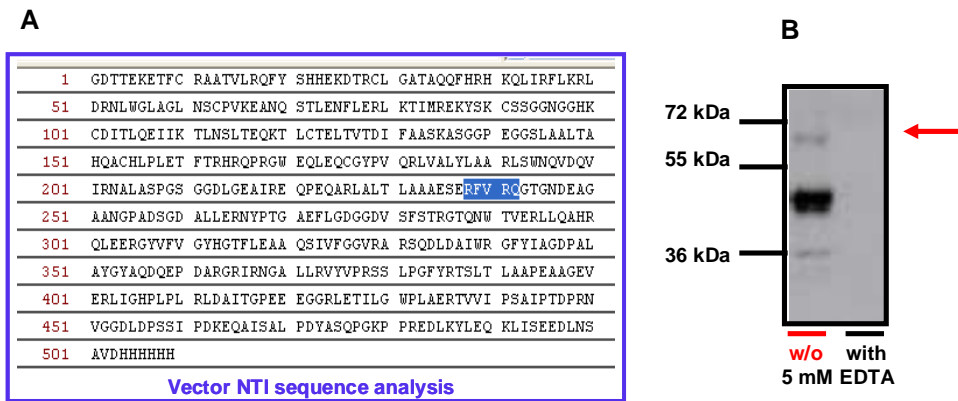 A
1 GDTTEKETFC RAATVLRQFY SHHEKDTRCL GATAQQFHRH KQLIRFLKRL
51 DRNLWGLAGL NSCPVKEANQ STLENFLERL KTIMREKYSK CSSGGNGGHK
101 CDITLQEIIK TLNSLTEQKT LCTELTVTDI FAASKASGGP EGGSLAALTA
151 HQACHLPLET FTRHRQPRGW EQLEQCGYPV QRLVALYLAA RLSWNQVDQV
201 IRNALASPGS GGDLGEAIRE QPEQARLALT LAAAESERFV RQGTGNDEAG
251 AANGPADSGD ALLERNYPTG AEFLGDGGDV SFSTRGTQNW TVERLLQAHR
301 QLEERGYVFV GYHGTFLEAA QSIVFGGVRA RSQDLDAIWR GFYIAGDPAL
351 AYGYAQDQEP DARGRIRNGA LLRVYVPRSS LPGFYRTSLT LAAPEAAGEV
401 ERLIGHPLPL RLDAITGPEE EGGRLETILG WPLAERTVVI PSAIPTDPRN
451 VGGDLDPSSI PDKEQAISAL PDYASQPGKP PREDLKYLEQ KLISEEDLNS
501 AVDHHHHHH
Vector NTI sequence analysis
B
72 kDa
55 kDa
36 kDa
w/o with
5 mM EDTA